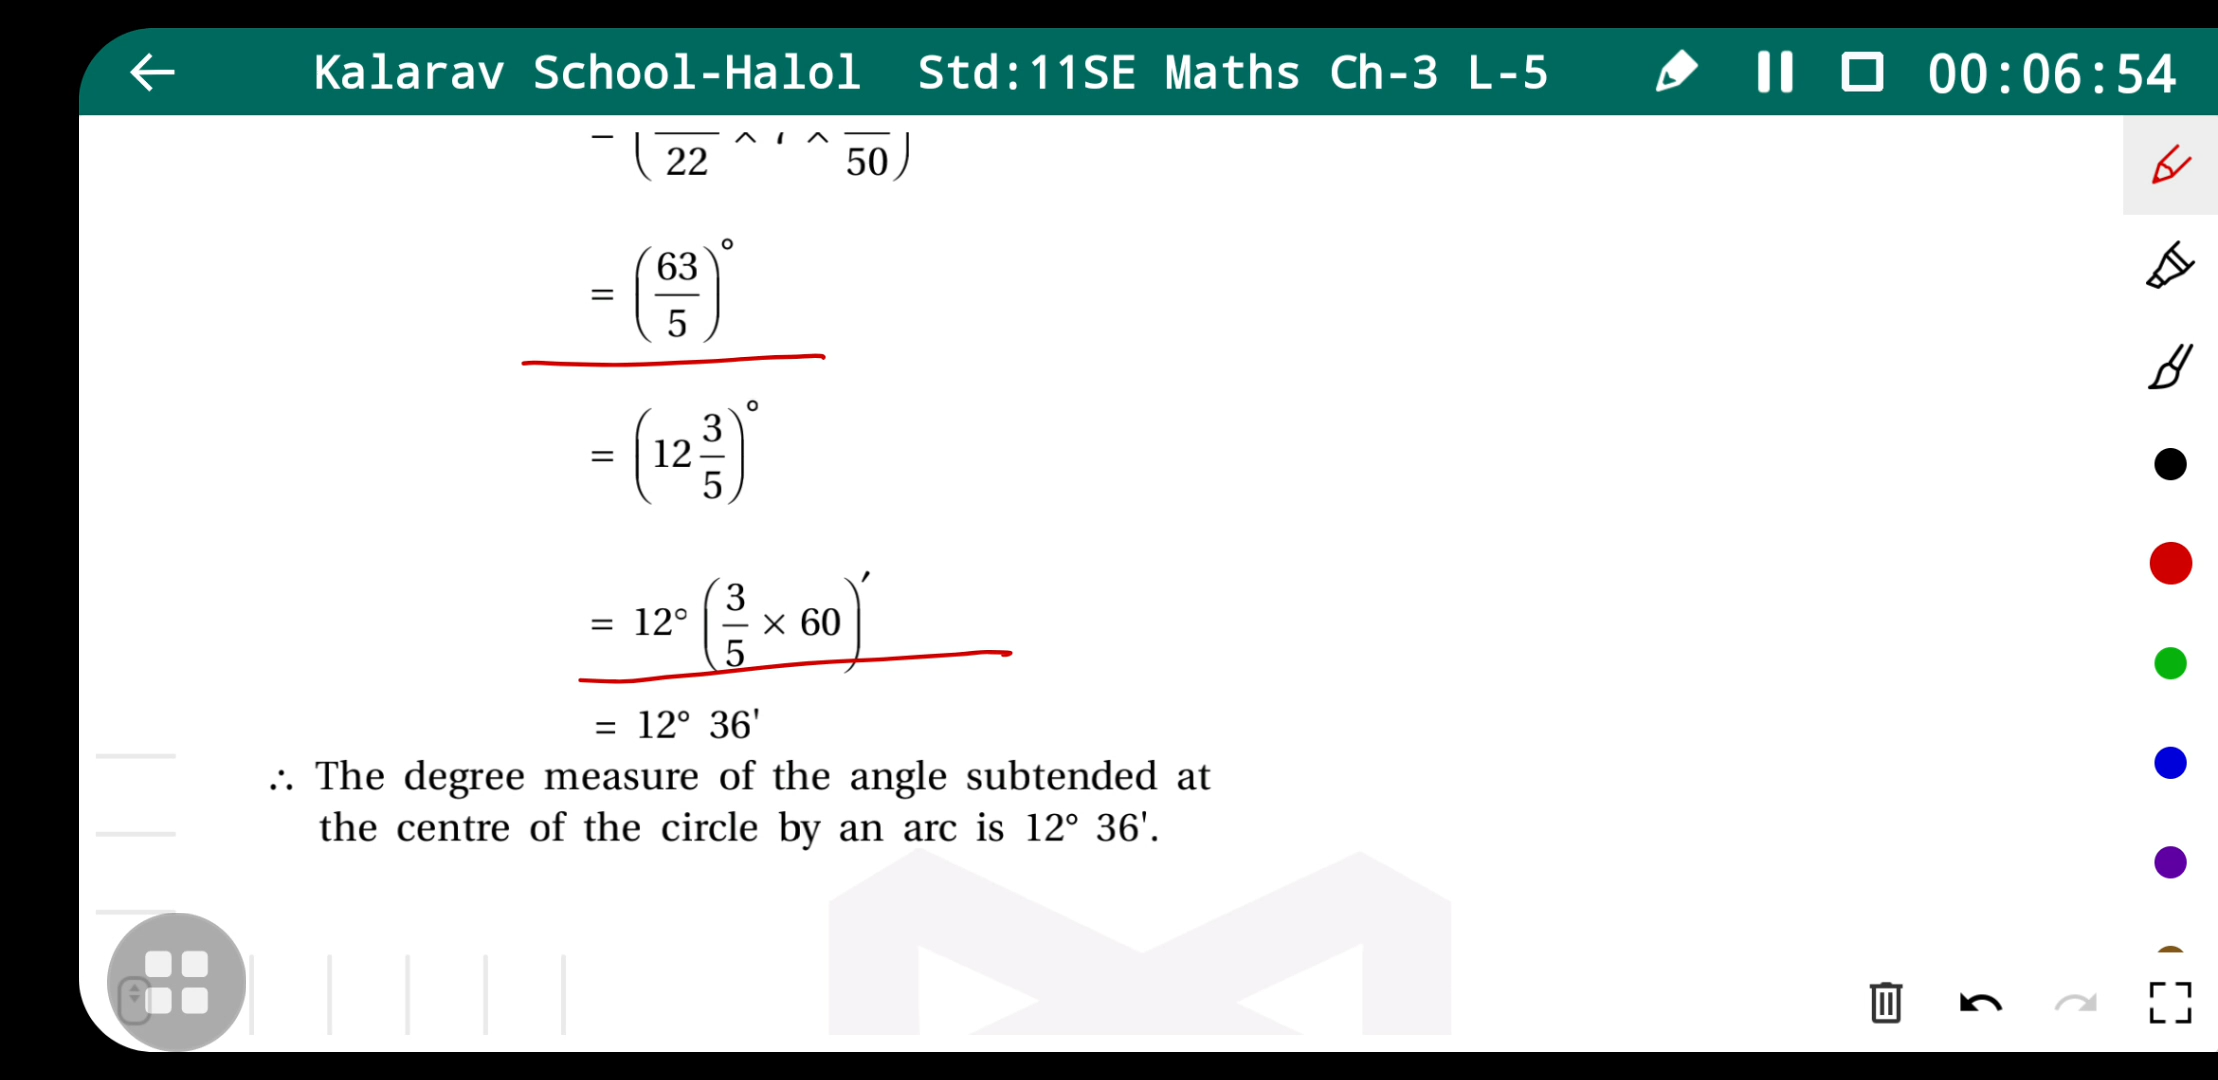 Kalarav School-Halol Std:11SE Maths Ch-3 L-5 00:06:54
22 50
= (63/5)°
= (12 3/5)°
= 12° (3/5 × 60)′
= 12° 36'
∴ The degree measure of the angle subtended at
the centre of the circle by an arc is 12° 36'.